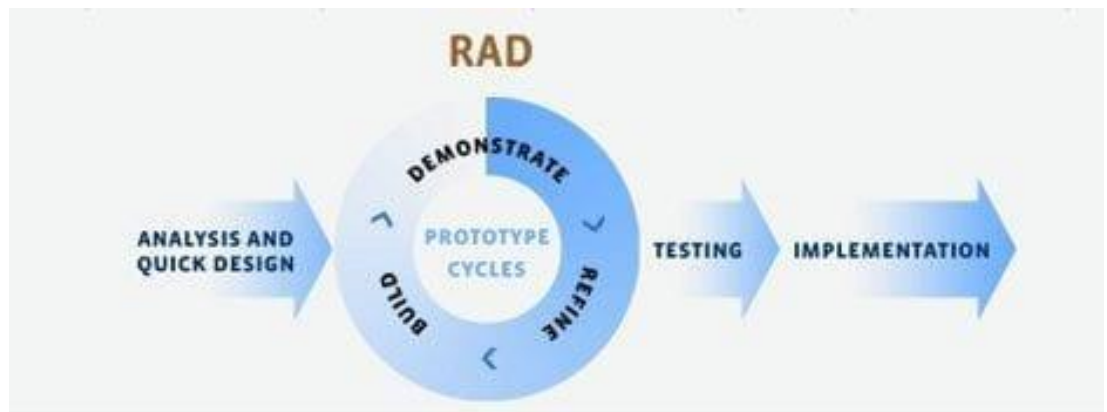 RAD
ANALYSIS AND
QUICK DESIGN
DEMONSTRATE
REFINE
BUILD
PROTOTYPE
CYCLES
TESTING
IMPLEMENTATION